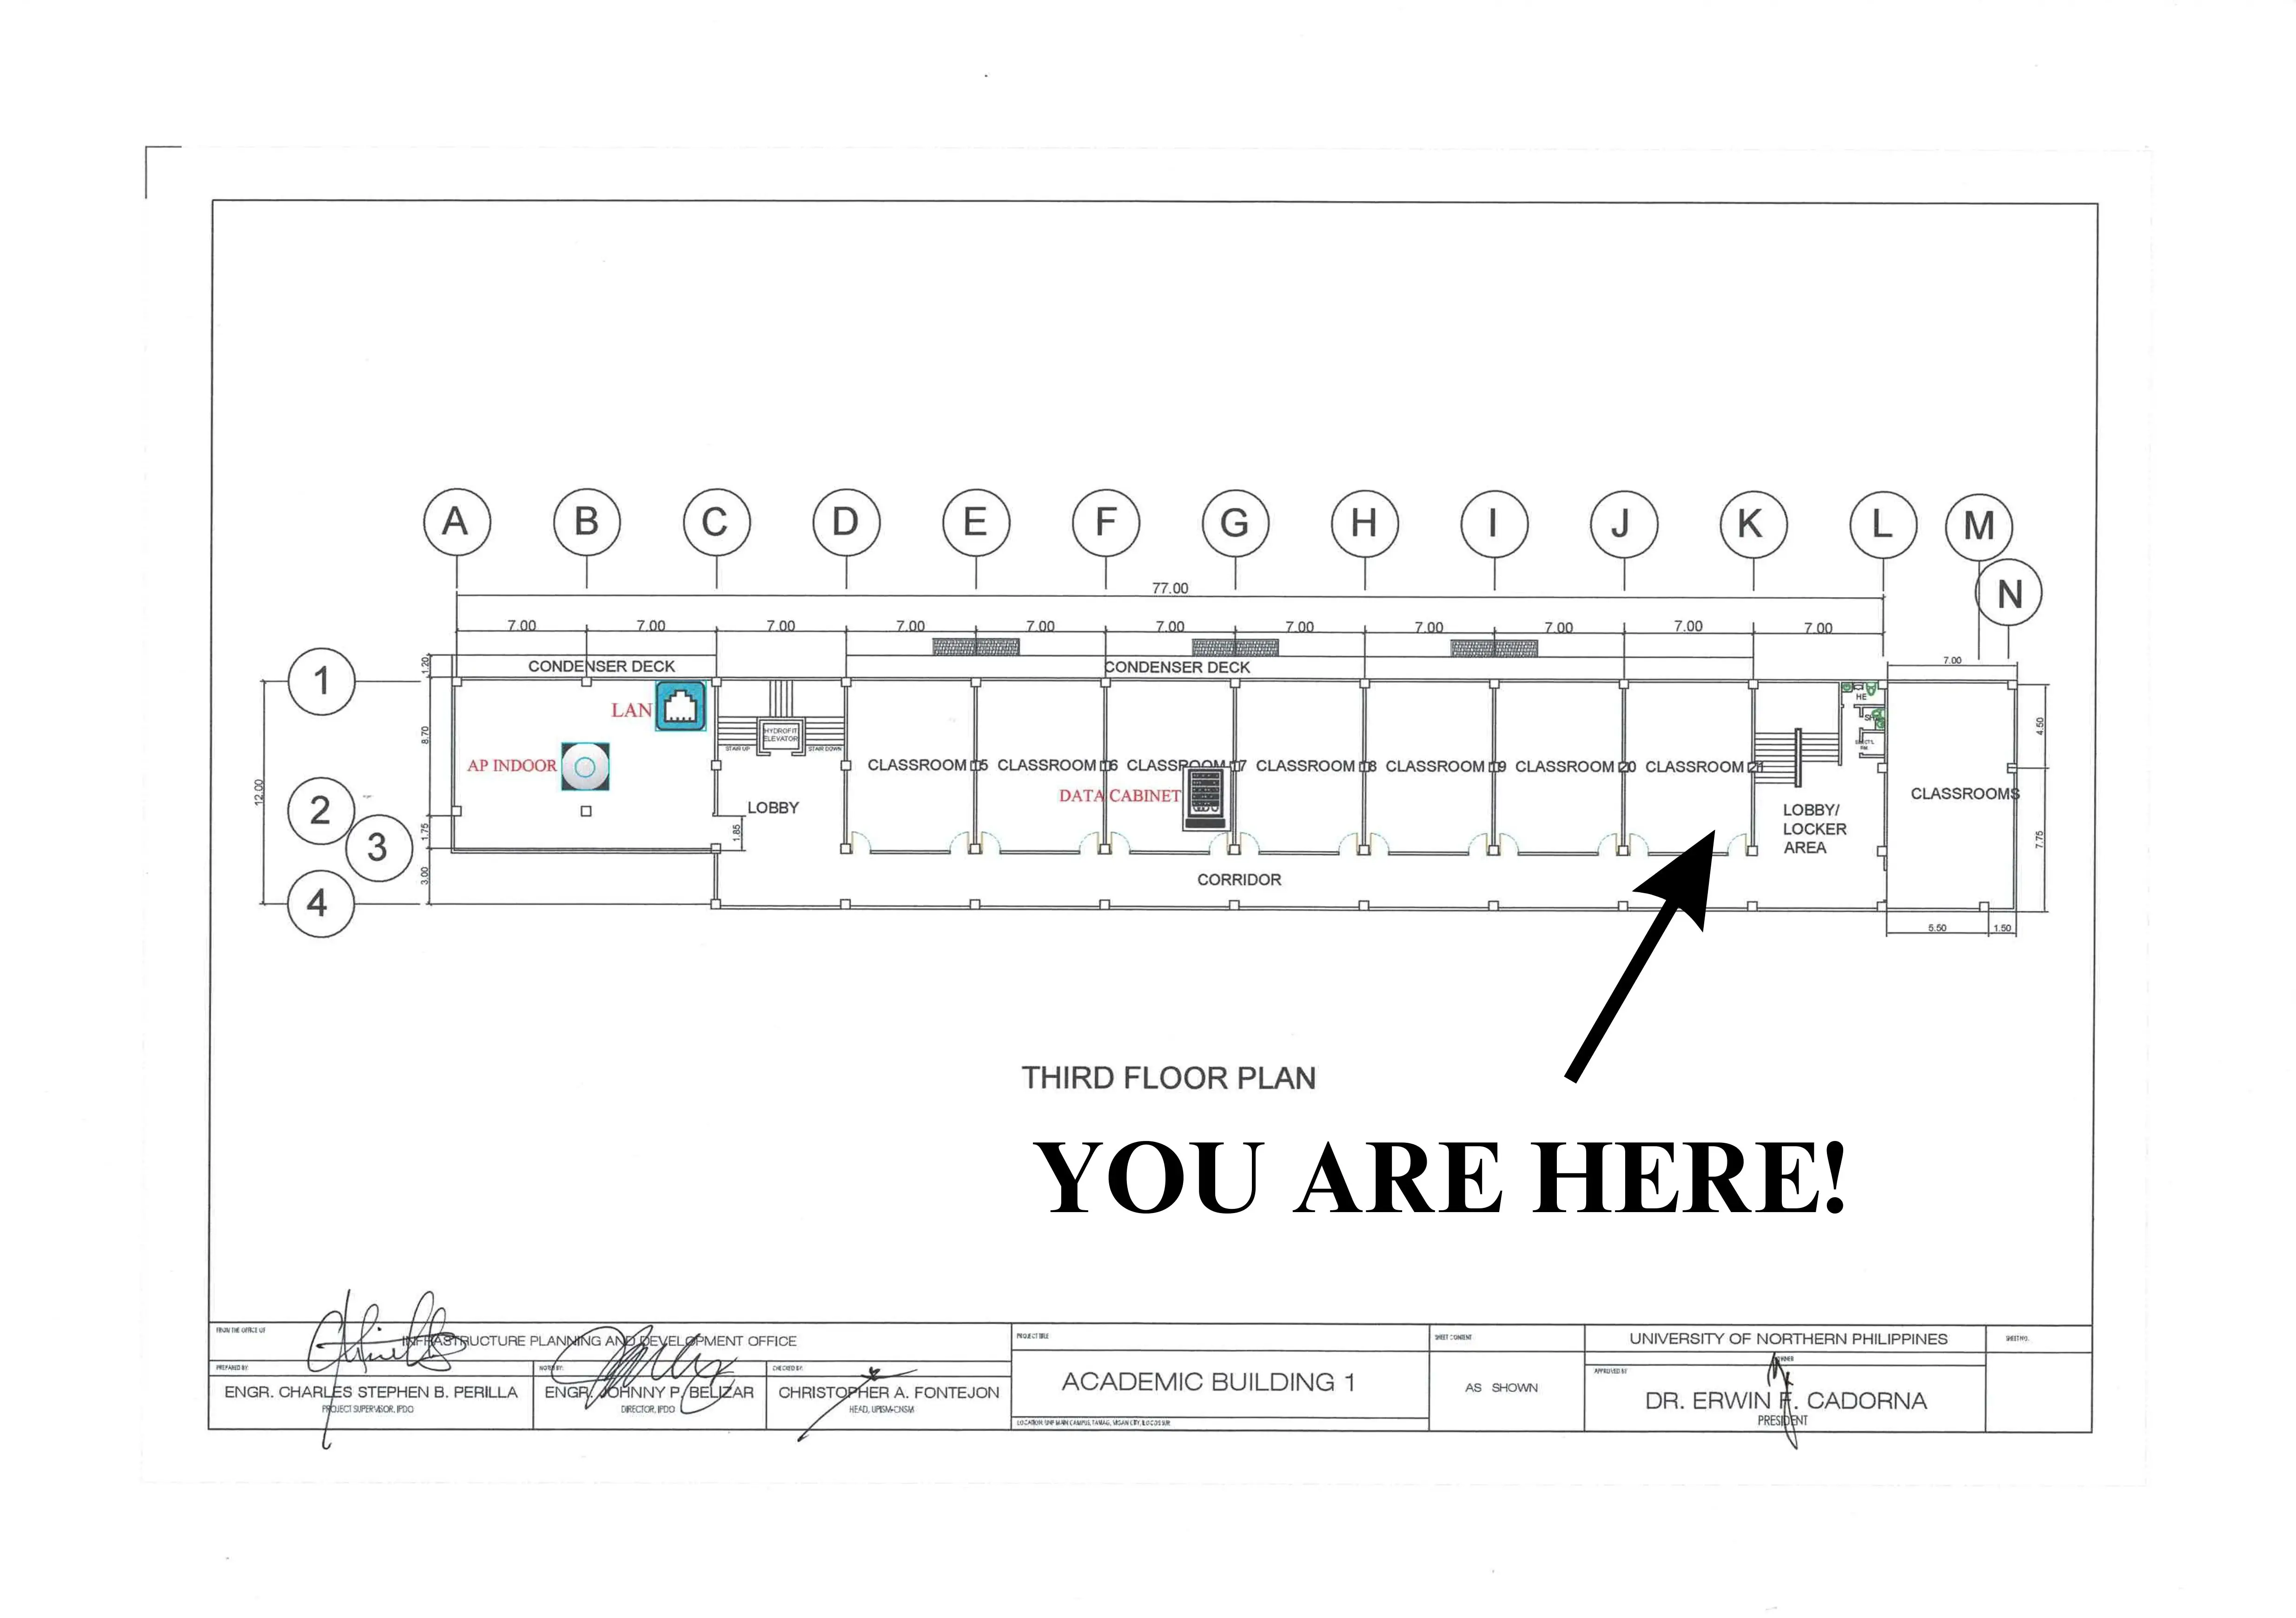 A B C D E F G H I J K L M
N
77.00
7.00 7.00 7.00 7.00 7.00 7.00 7.00 7.00 7.00 7.00 7.00
1.20
CONDENSER DECK
CONDENSER DECK
7.00
1
LAN
HYDROFIT
ELEVATOR
STAIR UP
STAIR DOWN
HE
8.70
4.50
AP INDOOR
CLASSROOM 15 CLASSROOM 16 CLASSROOM 17 CLASSROOM 18 CLASSROOM 19 CLASSROOM 20 CLASSROOM 21
12.00
DATA CABINET
CLASSROOMS
2
LOBBY
LOBBY/
LOCKER
AREA
1.75
1.85
7.75
3
3.00
CORRIDOR
4
5.50 1.50
THIRD FLOOR PLAN
YOU ARE HERE!
FROM THE OFFICE OF
INFRASTRUCTURE PLANNING AND DEVELOPMENT OFFICE
PREPARED BY:
ENGR. CHARLES STEPHEN B. PERILLA
PROJECT SUPERVISOR, IPDO
NOTED BY:
ENGR. JOHNNY P. BELIZAR
DIRECTOR, IPDO
CHECKED BY:
CHRISTOPHER A. FONTEJON
HEAD, UPISM-CNSM
PROJECT TITLE
ACADEMIC BUILDING 1
LOCATION: UNP MAIN CAMPUS, TAMAG, VIGAN CITY, ILOCOS SUR
SHEET CONTENT
AS SHOWN
UNIVERSITY OF NORTHERN PHILIPPINES
OWNER
APPROVED BY
DR. ERWIN F. CADORNA
PRESIDENT
SHEET NO.